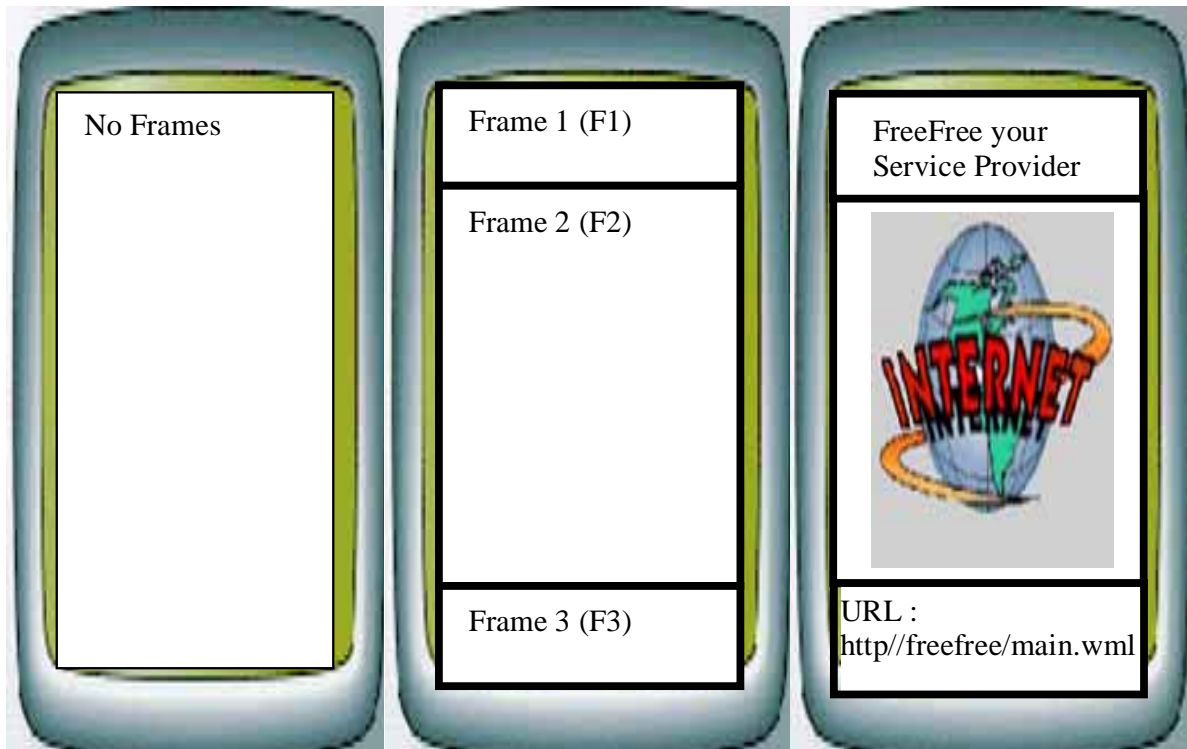 No Frames
Frame 1 (F1)
Frame 2 (F2)
Frame 3 (F3)
FreeFree your
Service Provider
INTERNET
URL :
http//freefree/main.wml